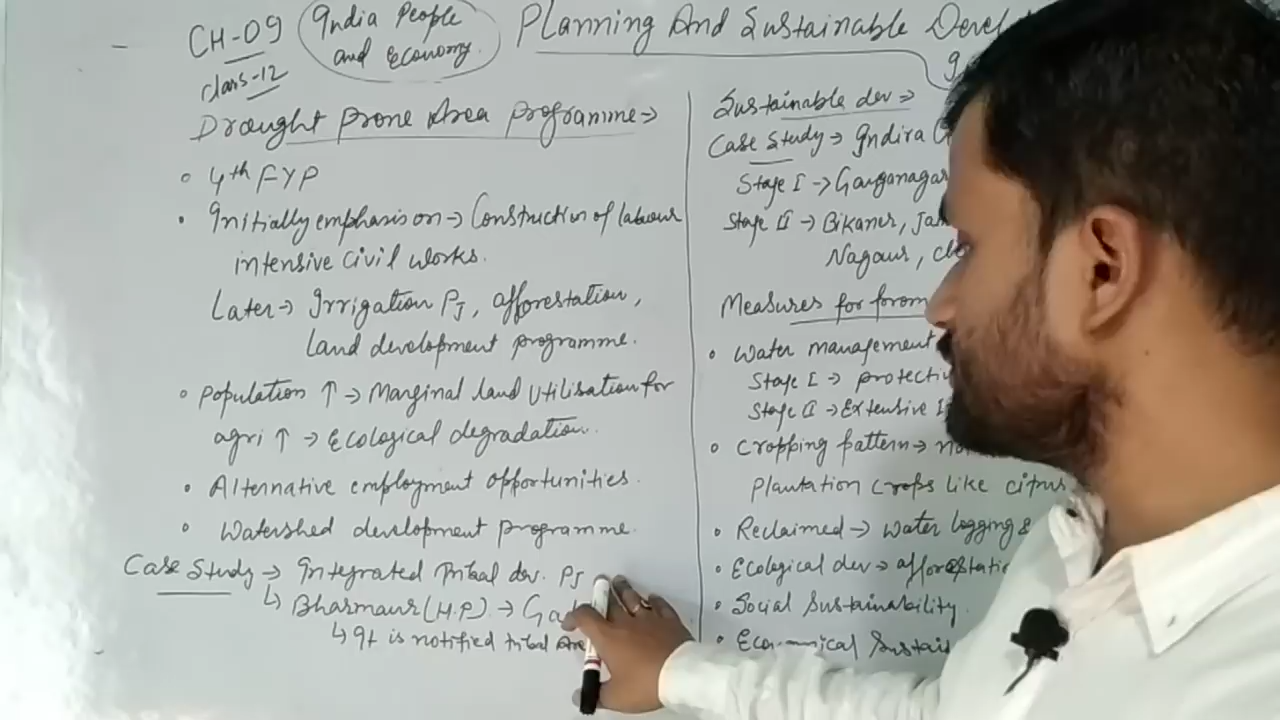 CH-09
Class-12
India People
and Economy.
Planning And Sustainable
Drought Prone Area Programme →
4th FYP
Initially emphasis on → Construction of labour
intensive civil works.
Later → Irrigation PJ, afforestation,
land development programme.
Population ↑ → Marginal land Utilisation for
agri ↑ → Ecological degradation.
Alternative employment opportunities.
Watershed development programme.
Case Study → Integrated Tribal dev. PJ
↳ Bharmaur (H.P) →
↳ It is notified tribal
Sustainable dev →
Case Study → Indira
Stage I → Ganganagar
Stage II → Bikaner,
Nagaur,
Measures for
Water management
Stage I →
Stage II → Extensive
Cropping pattern →
Plantation crops like citrus
Reclaimed → Water logging &
Ecological dev →
Social Sustainability.